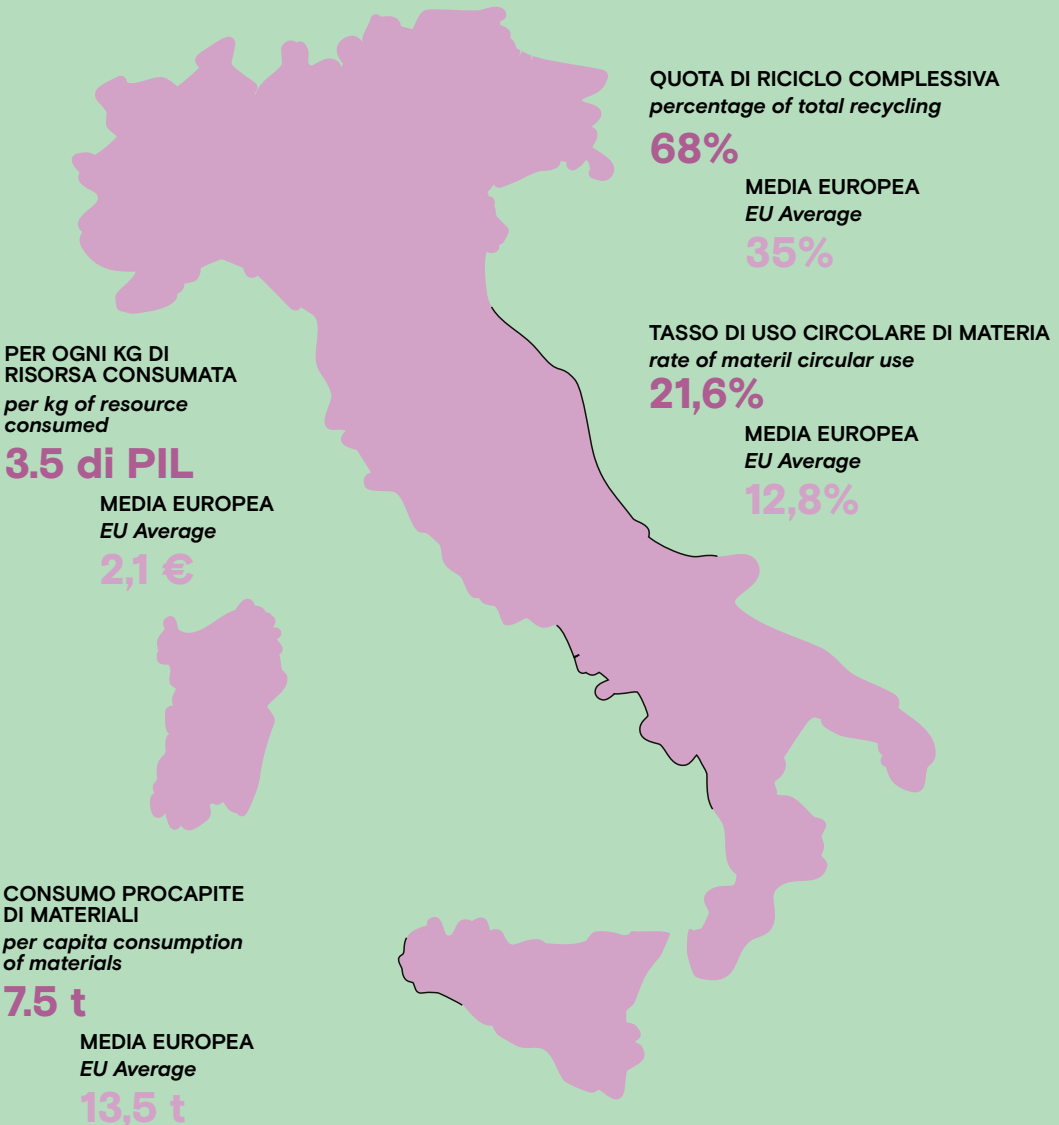 QUOTA DI RICICLO COMPLESSIVA
percentage of total recycling
68%
MEDIA EUROPEA
EU Average
35%
TASSO DI USO CIRCOLARE DI MATERIA
rate of materil circular use
21,6%
MEDIA EUROPEA
EU Average
12,8%
PER OGNI KG DI
RISORSA CONSUMATA
per kg of resource
consumed
3.5 di PIL
MEDIA EUROPEA
EU Average
2,1 €
CONSUMO PROCAPITE
DI MATERIALI
per capita consumption
of materials
7.5 t
MEDIA EUROPEA
EU Average
13,5 t